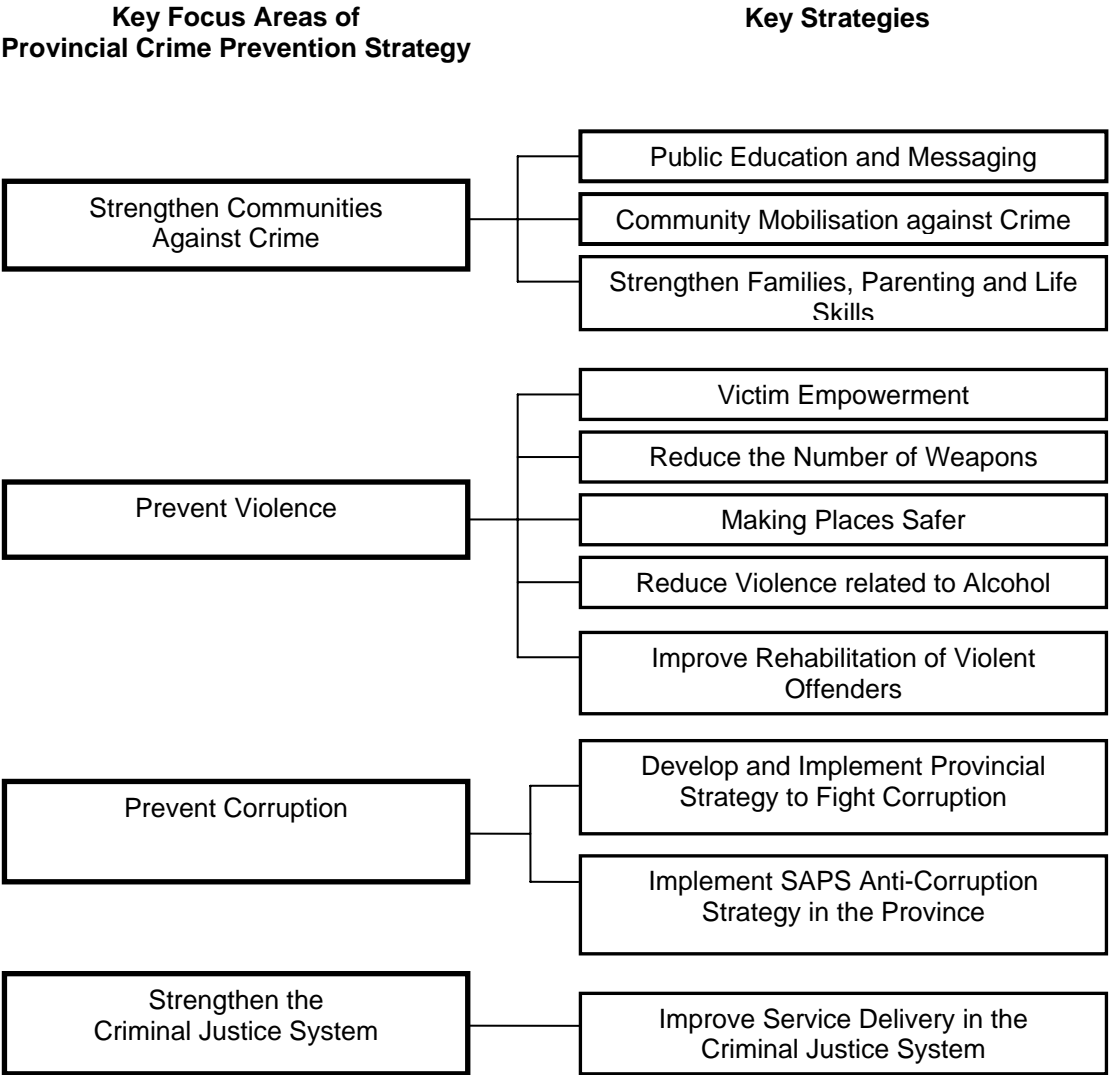 Key Focus Areas of
Provincial Crime Prevention Strategy
Key Strategies
Strengthen Communities
Against Crime
Public Education and Messaging
Community Mobilisation against Crime
Strengthen Families, Parenting and Life
Skills
Prevent Violence
Victim Empowerment
Reduce the Number of Weapons
Making Places Safer
Reduce Violence related to Alcohol
Improve Rehabilitation of Violent
Offenders
Prevent Corruption
Develop and Implement Provincial
Strategy to Fight Corruption
Implement SAPS Anti-Corruption
Strategy in the Province
Strengthen the
Criminal Justice System
Improve Service Delivery in the
Criminal Justice System